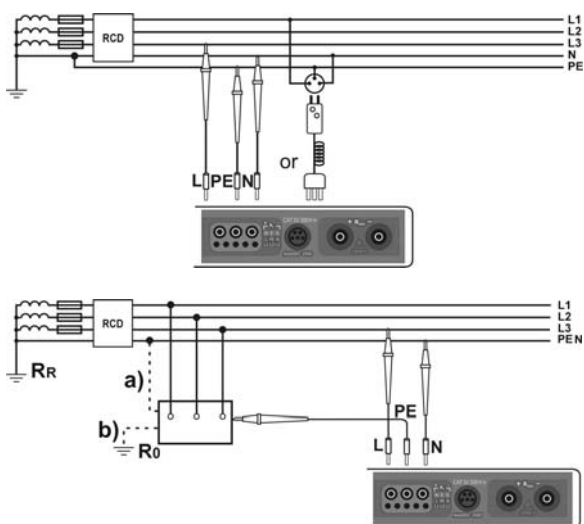 L1
L2
RCD
L3
N
PE
or
L PE N
CAT IV 300V
L1
L2
RCD
L3
PEN
RR
a)
PE
b)
L N
R0
CAT IV 300V